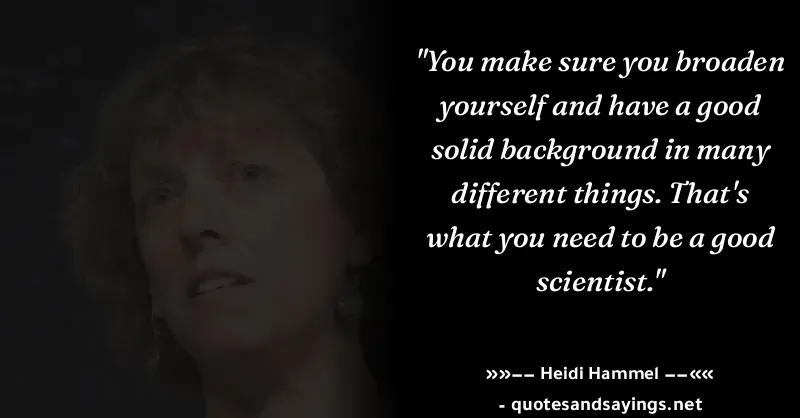 "You make sure you broaden
yourself and have a good
solid background in many
different things. That's
what you need to be a good
scientist."
»»−− Heidi Hammel −−««
- quotesandsayings.net